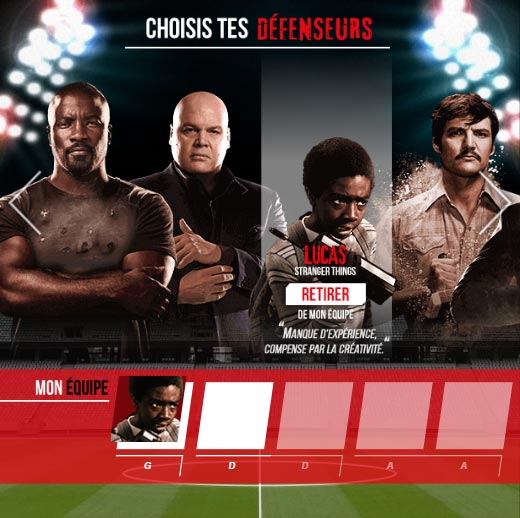 CHOISIS TES DÉFENSEURS
LUCAS
STRANGER THINGS
RETIRER
DE MON ÉQUIPE
"MANQUE D'EXPÉRIENCE,
COMPENSE PAR LA CRÉATIVITÉ."
MON ÉQUIPE
G D D A A